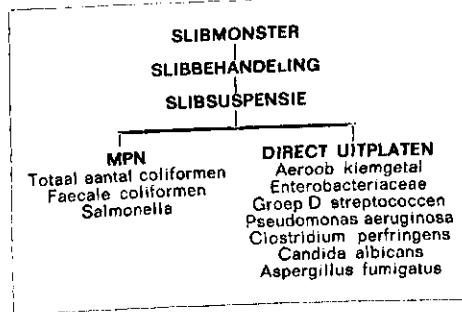 SLIBMONSTER
SLIBBEHANDELING
SLIBSUSPENSIE
MPN
Totaal aantal coliformen
Faecale coliformen
Salmonella
DIRECT UITPLATEN
Aeroob kiemgetal
Enterobacteriaceae
Groep D streptococcen
Pseudomonas aeruginosa
Clostridium perfringens
Candida albicans
Aspergillus fumigatus